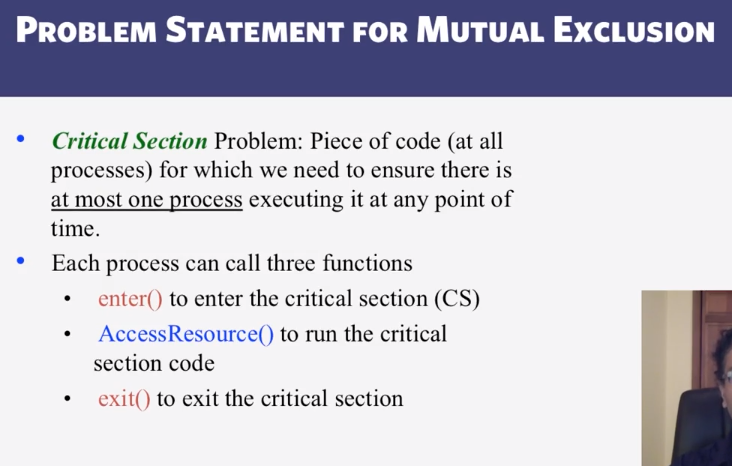 PROBLEM STATEMENT FOR MUTUAL EXCLUSION
• Critical Section Problem: Piece of code (at all
processes) for which we need to ensure there is
at most one process executing it at any point of
time.
• Each process can call three functions
• enter() to enter the critical section (CS)
• AccessResource() to run the critical
section code
• exit() to exit the critical section